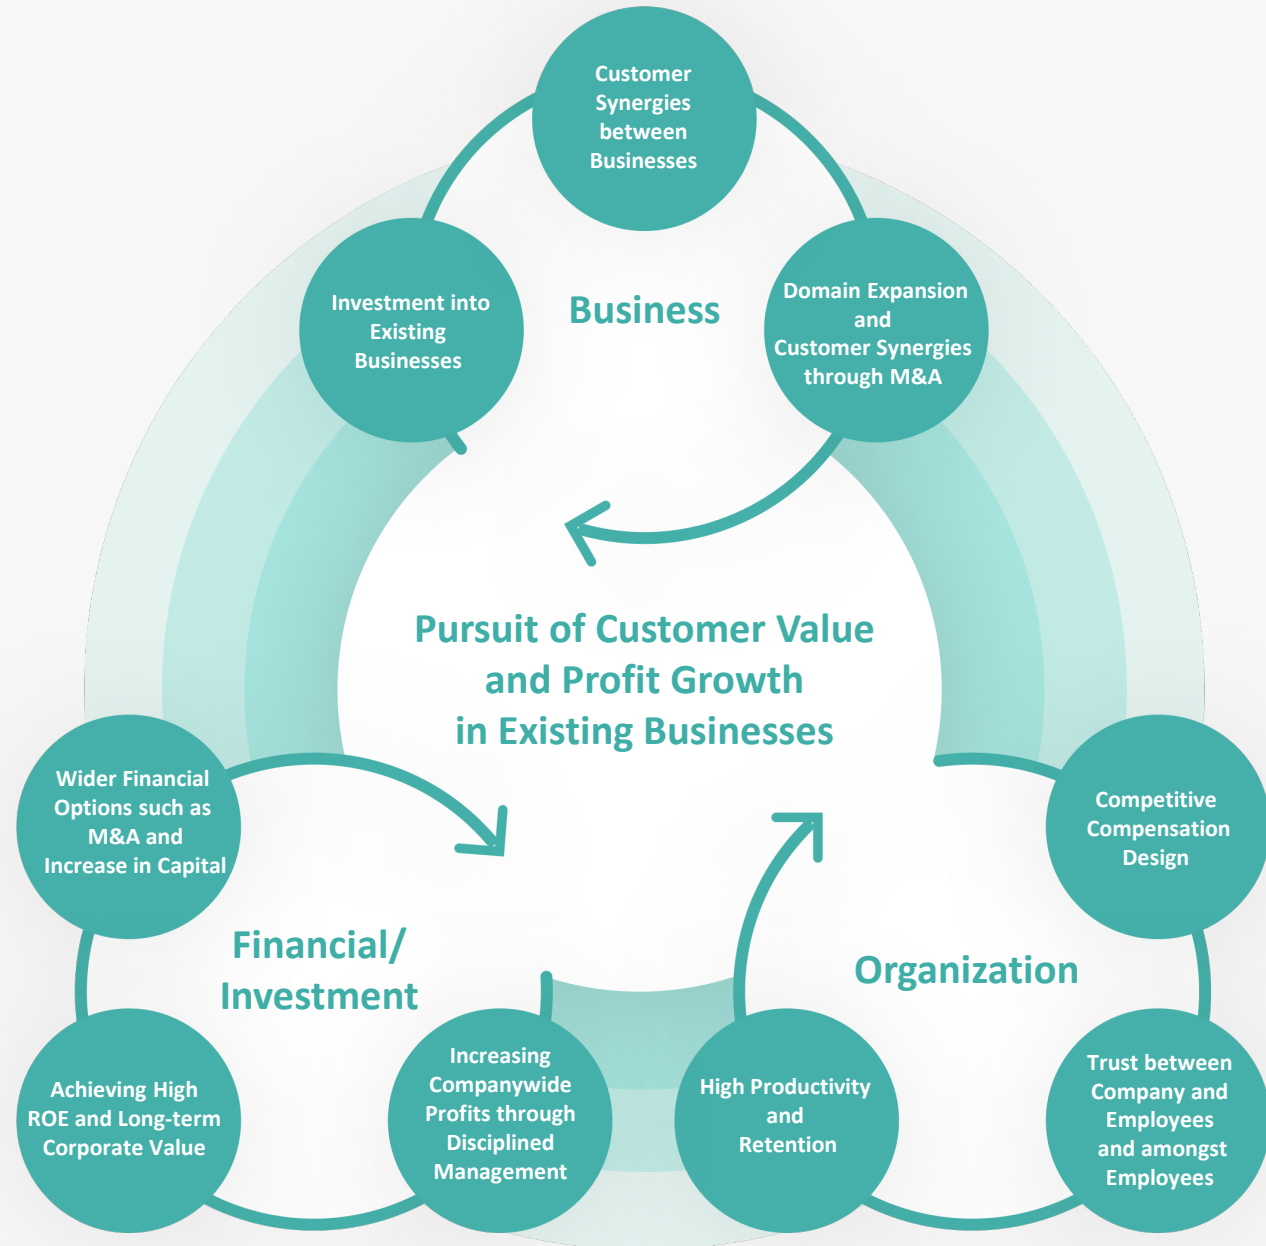 Customer
Synergies
between
Businesses
Investment into
Existing
Businesses
Business
Domain Expansion
and
Customer Synergies
through M&A
Pursuit of Customer Value
and Profit Growth
in Existing Businesses
Wider Financial
Options such as
M&A and
Increase in Capital
Financial/
Investment
Achieving High
ROE and Long-term
Corporate Value
Increasing
Companywide
Profits through
Disciplined
Management
Competitive
Compensation
Design
Organization
High Productivity
and
Retention
Trust between
Company and
Employees
and amongst
Employees